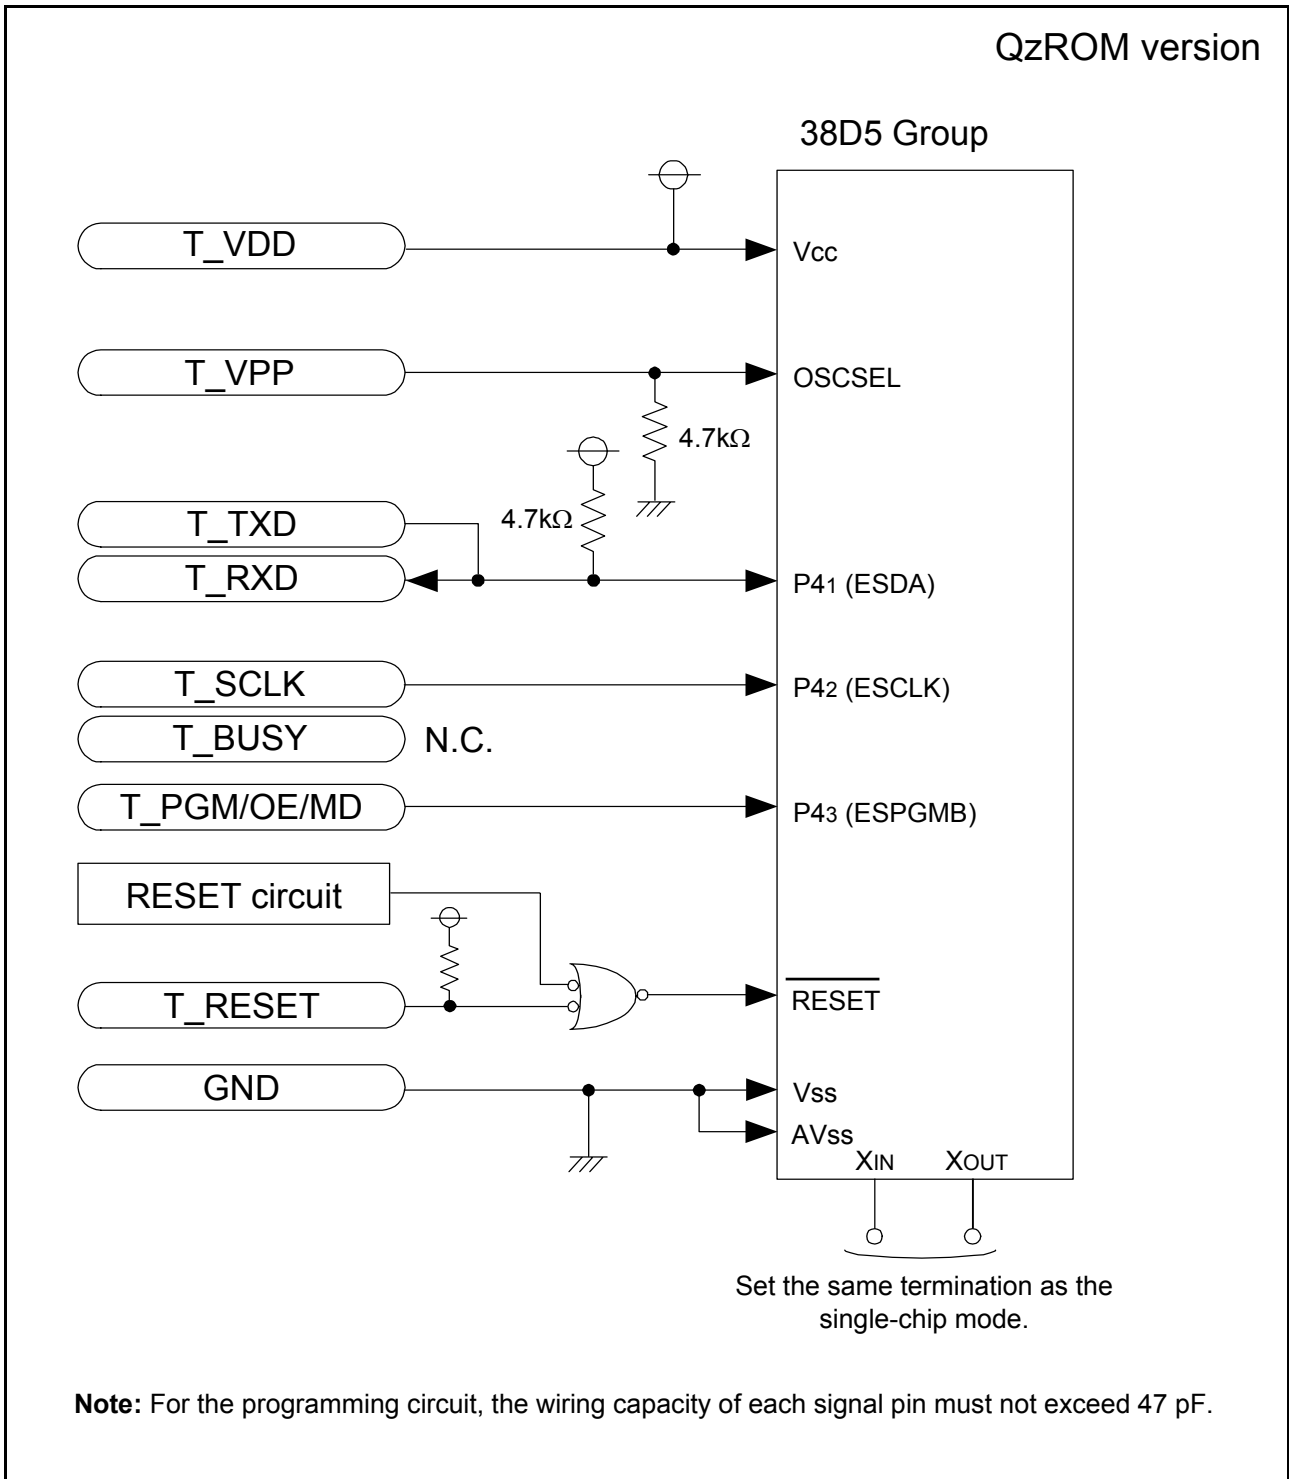 QzROM version
38D5 Group
T_VDD
Vcc
T_VPP
OSCSEL
4.7kΩ
T_TXD
4.7kΩ
T_RXD
P41 (ESDA)
T_SCLK
P42 (ESCLK)
T_BUSY
N.C.
T_PGM/OE/MD
P43 (ESPGMB)
RESET circuit
T_RESET
RESET
GND
Vss
AVss
XIN
XOUT
Set the same termination as the
single-chip mode.
Note: For the programming circuit, the wiring capacity of each signal pin must not exceed 47 pF.